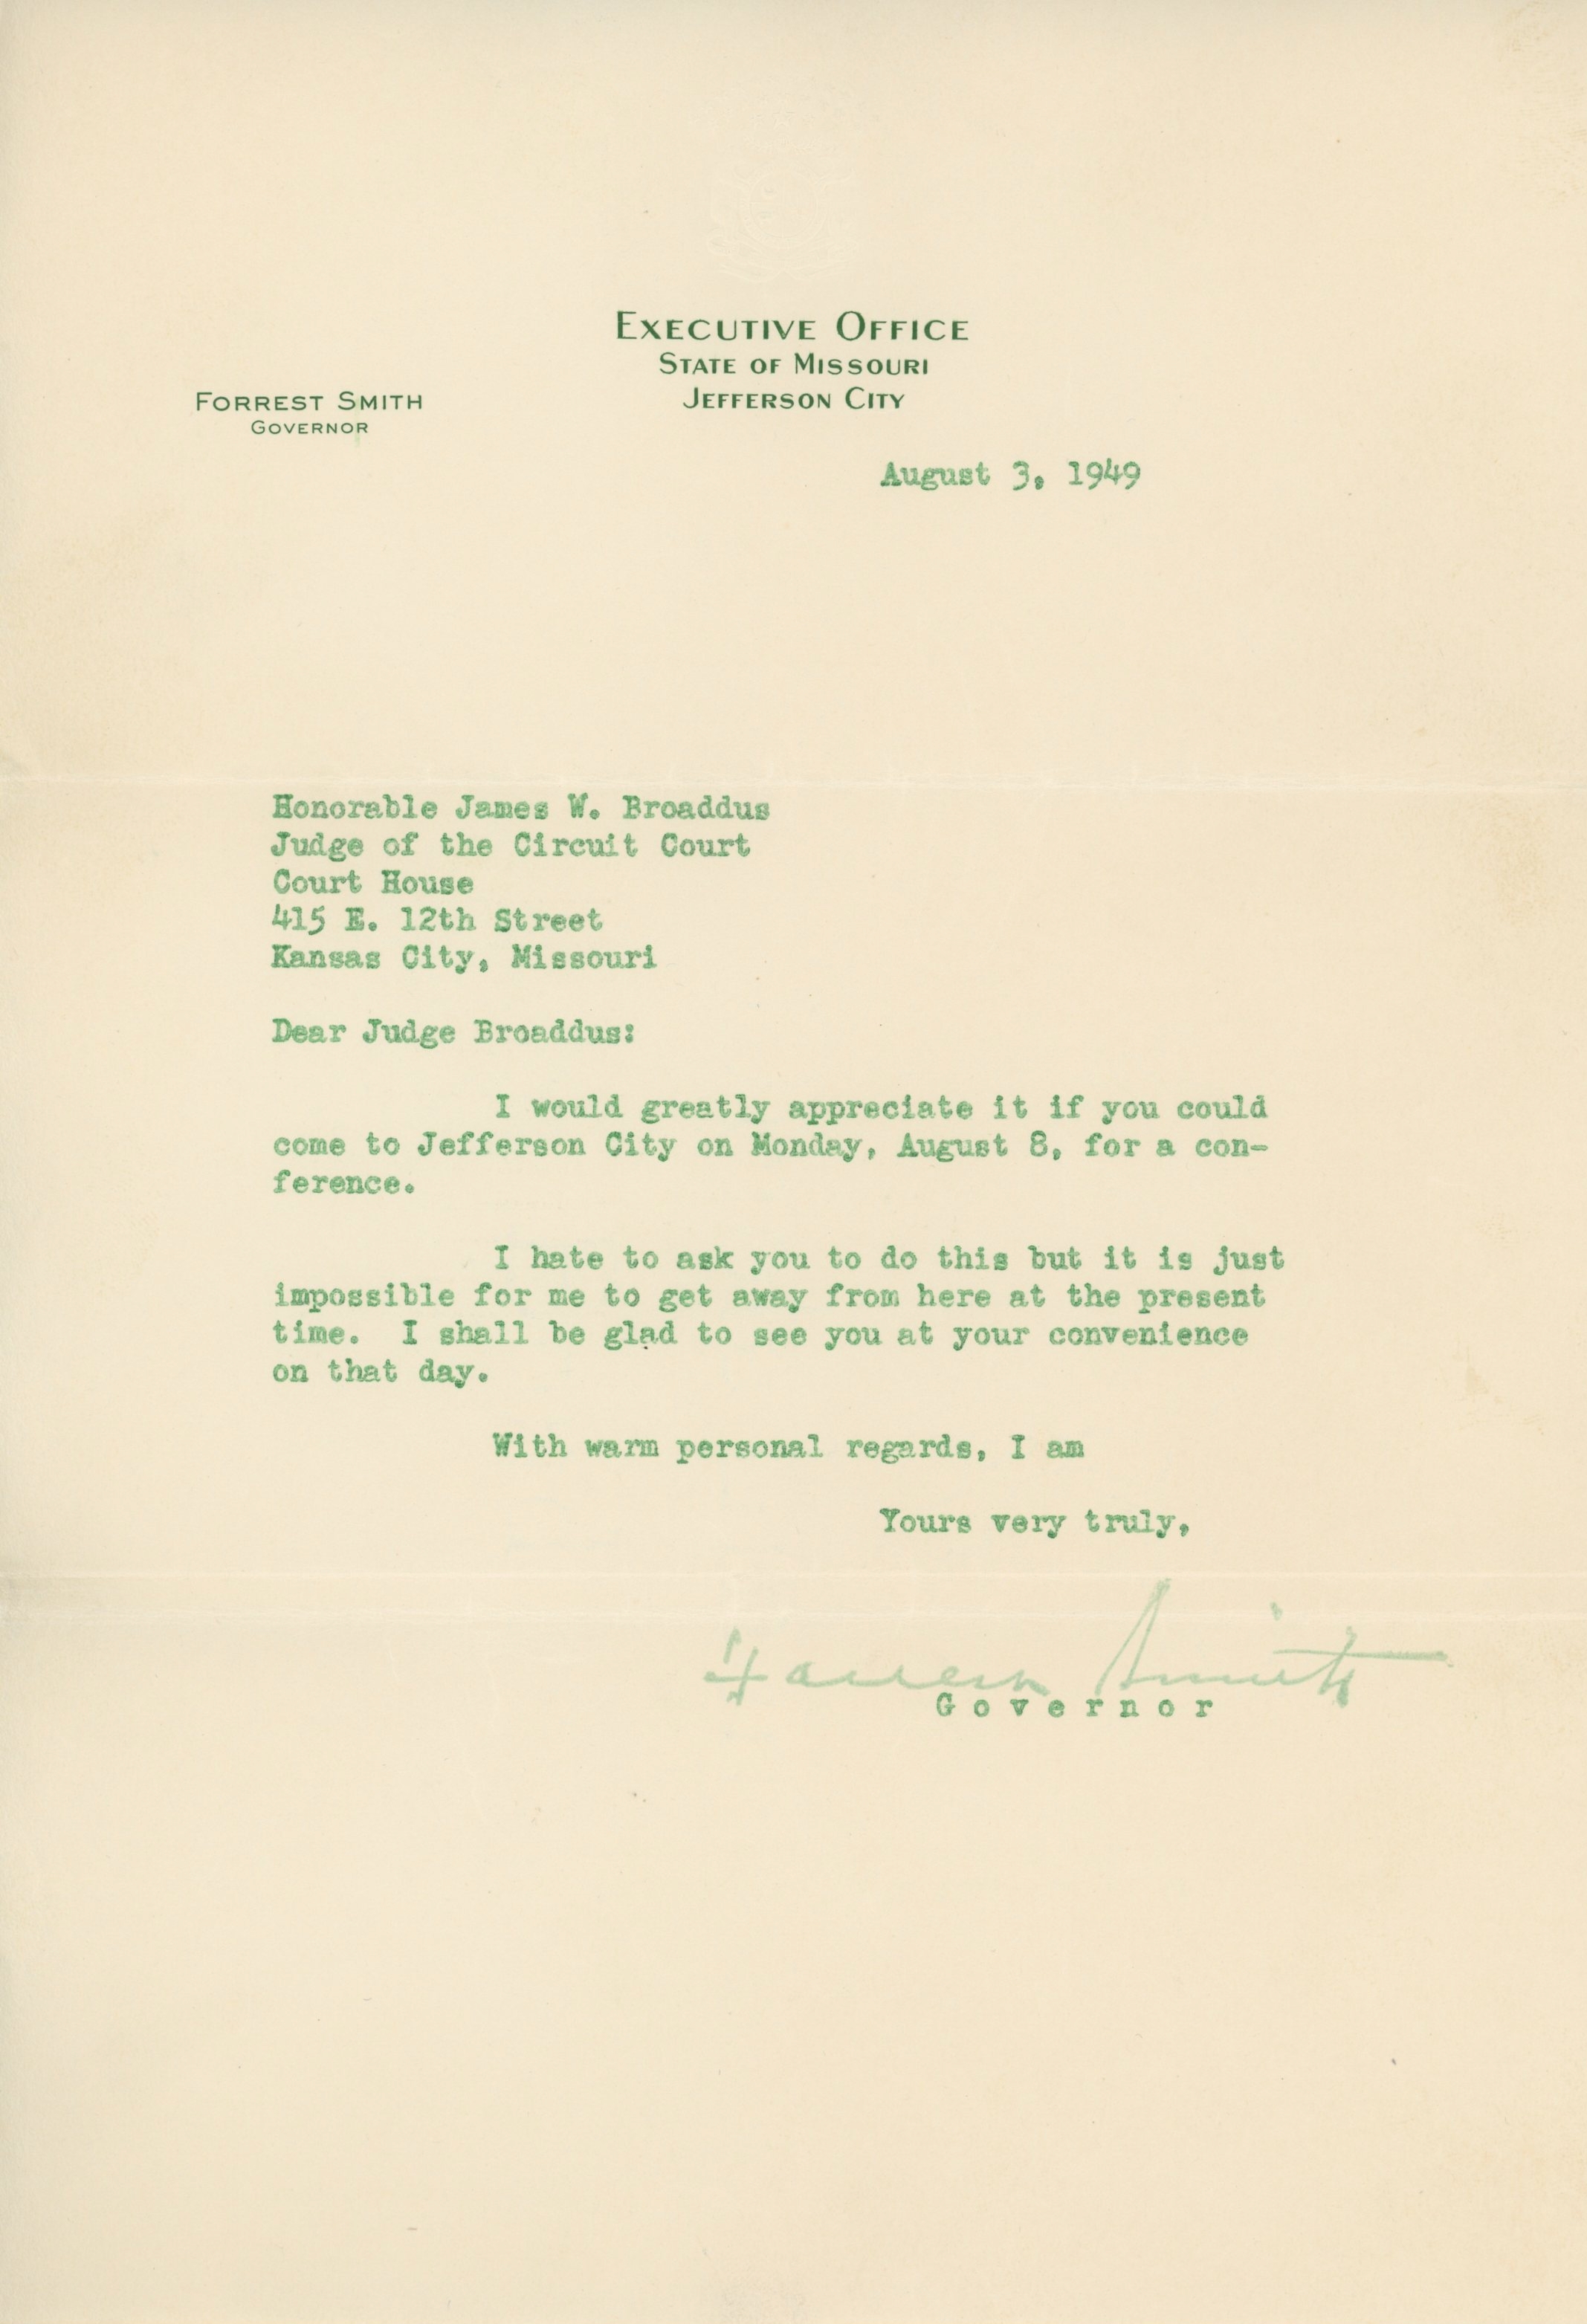 EXECUTIVE OFFICE
STATE OF MISSOURI
JEFFERSON CITY
FORREST SMITH
GOVERNOR
August 3, 1949
Honorable James W. Broaddus
Judge of the Circuit Court
Court House
415 E. 12th Street
Kansas City, Missouri
Dear Judge Broaddus:
I would greatly appreciate it if you could
come to Jefferson City on Monday, August 8, for a con-
ference.
I hate to ask you to do this but it is just
impossible for me to get away from here at the present
time. I shall be glad to see you at your convenience
on that day.
With warm personal regards, I am
Yours very truly,
Forrest Smith
Governor